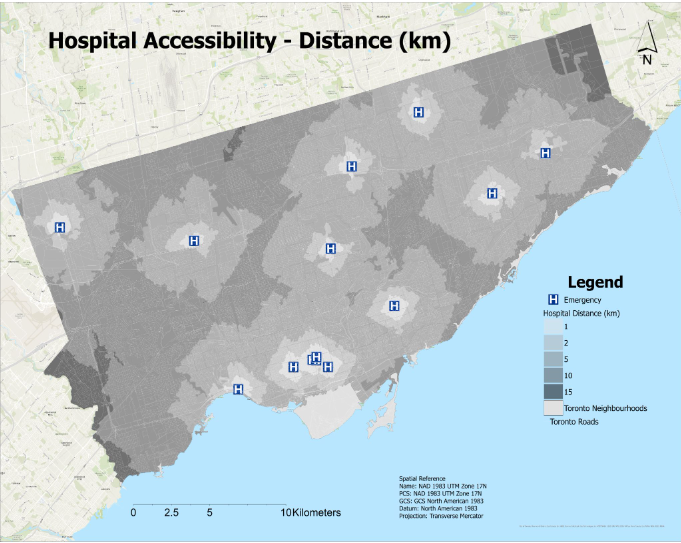 Hospital Accessibility - Distance (km)
N
H
H
H
H
H
H
H
H
H
H
H
H
H
H
Legend
H Emergency
Hospital Distance (km)
1
2
5
10
15
Toronto Neighbourhoods
Toronto Roads
Spatial Reference
Name: NAD 1983 UTM Zone 17N
PCS: NAD 1983 UTM Zone 17N
GCS: GCS North American 1983
Datum: North American 1983
Projection: Transverse Mercator
0 2.5 5 10 Kilometers